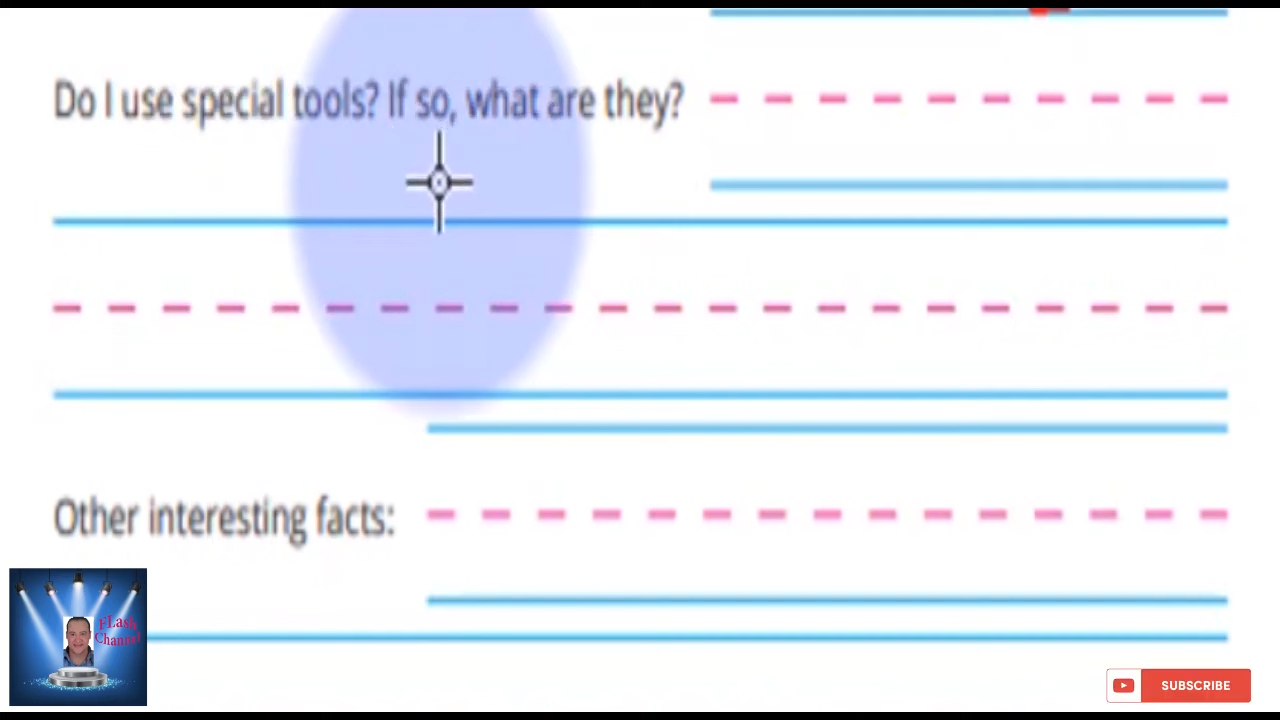 Do I use special tools? If so, what are they?
Other interesting facts:
FLash
Channel
SUBSCRIBE